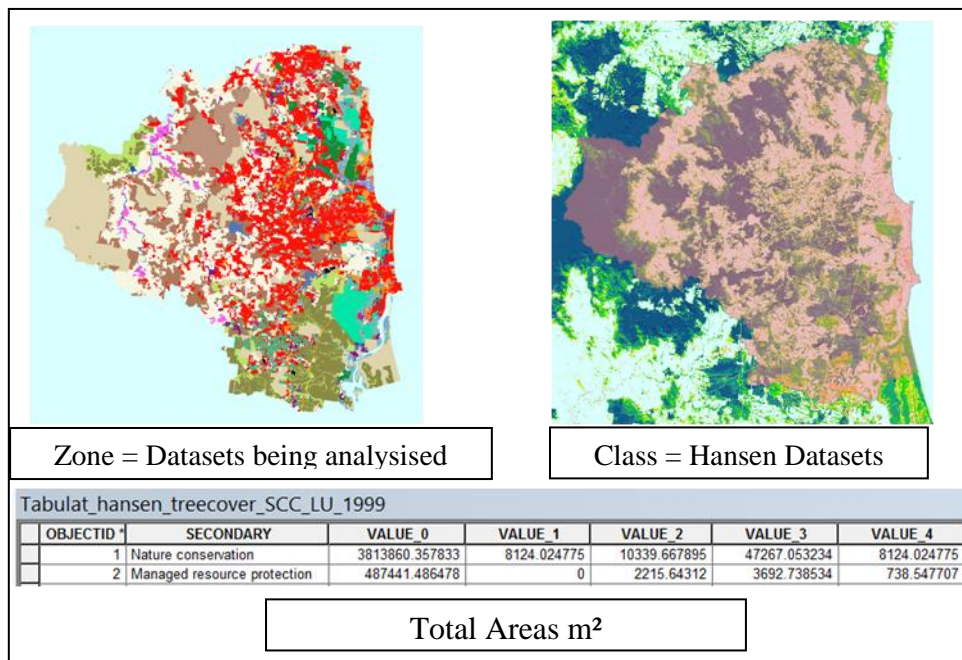 Zone = Datasets being analysised
Class = Hansen Datasets
Tabulat_hansen_treecover_SCC_LU_1999
OBJECTID * SECONDARY VALUE_0 VALUE_1 VALUE_2 VALUE_3 VALUE_4
1 Nature conservation 3813860.357833 8124.024775 10339.667895 47267.053234 8124.024775
2 Managed resource protection 487441.486478 0 2215.64312 3692.738534 738.547707
Total Areas m²